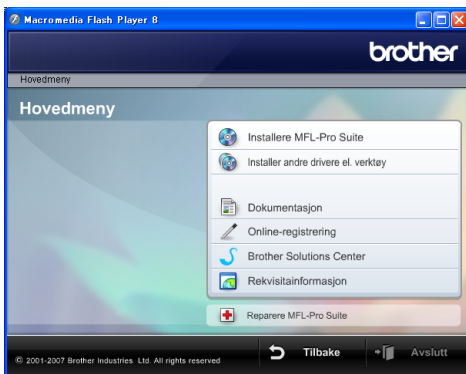 Macromedia Flash Player 8
brother
Hovedmeny
Hovedmeny
Installere MFL-Pro Suite
Installer andre drivere el. verktøy
Dokumentasjon
Online-registrering
Brother Solutions Center
Rekvisitainformasjon
Reparere MFL-Pro Suite
© 2001-2007 Brother Industries Ltd. All rights reserved
Tilbake
Avslutt